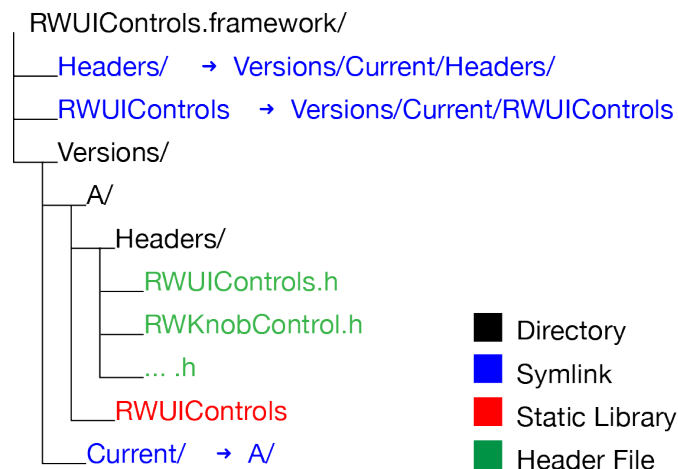 RWUIControls.framework/
Headers/ → Versions/Current/Headers/
RWUIControls → Versions/Current/RWUIControls
Versions/
A/
Headers/
RWUIControls.h
RWKnobControl.h
... .h
RWUIControls
Current/ → A/
Directory
Symlink
Static Library
Header File